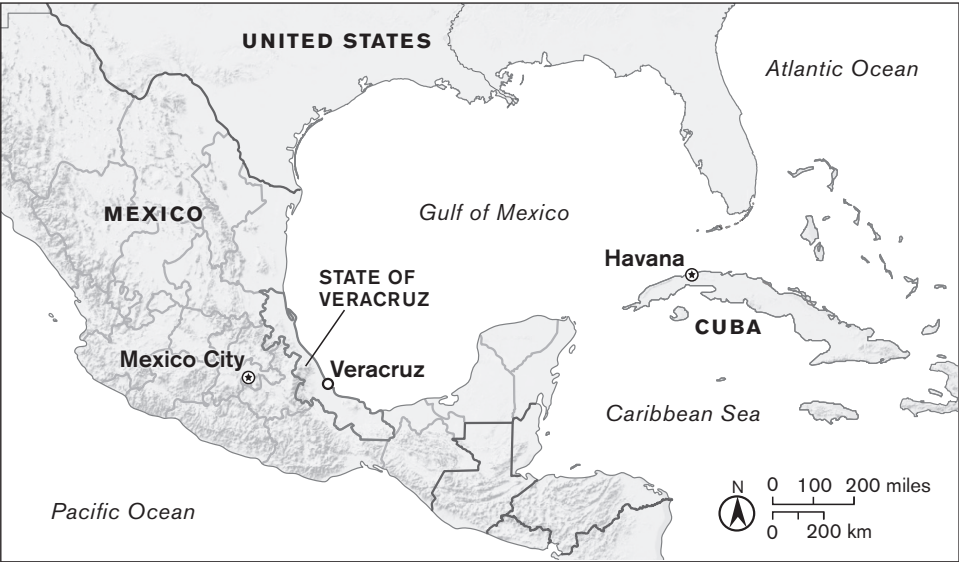 UNITED STATES
Atlantic Ocean
MEXICO
Gulf of Mexico
Havana
STATE OF
VERACRUZ
CUBA
Mexico City
Veracruz
Caribbean Sea
Pacific Ocean
N
0 100 200 miles
0 200 km